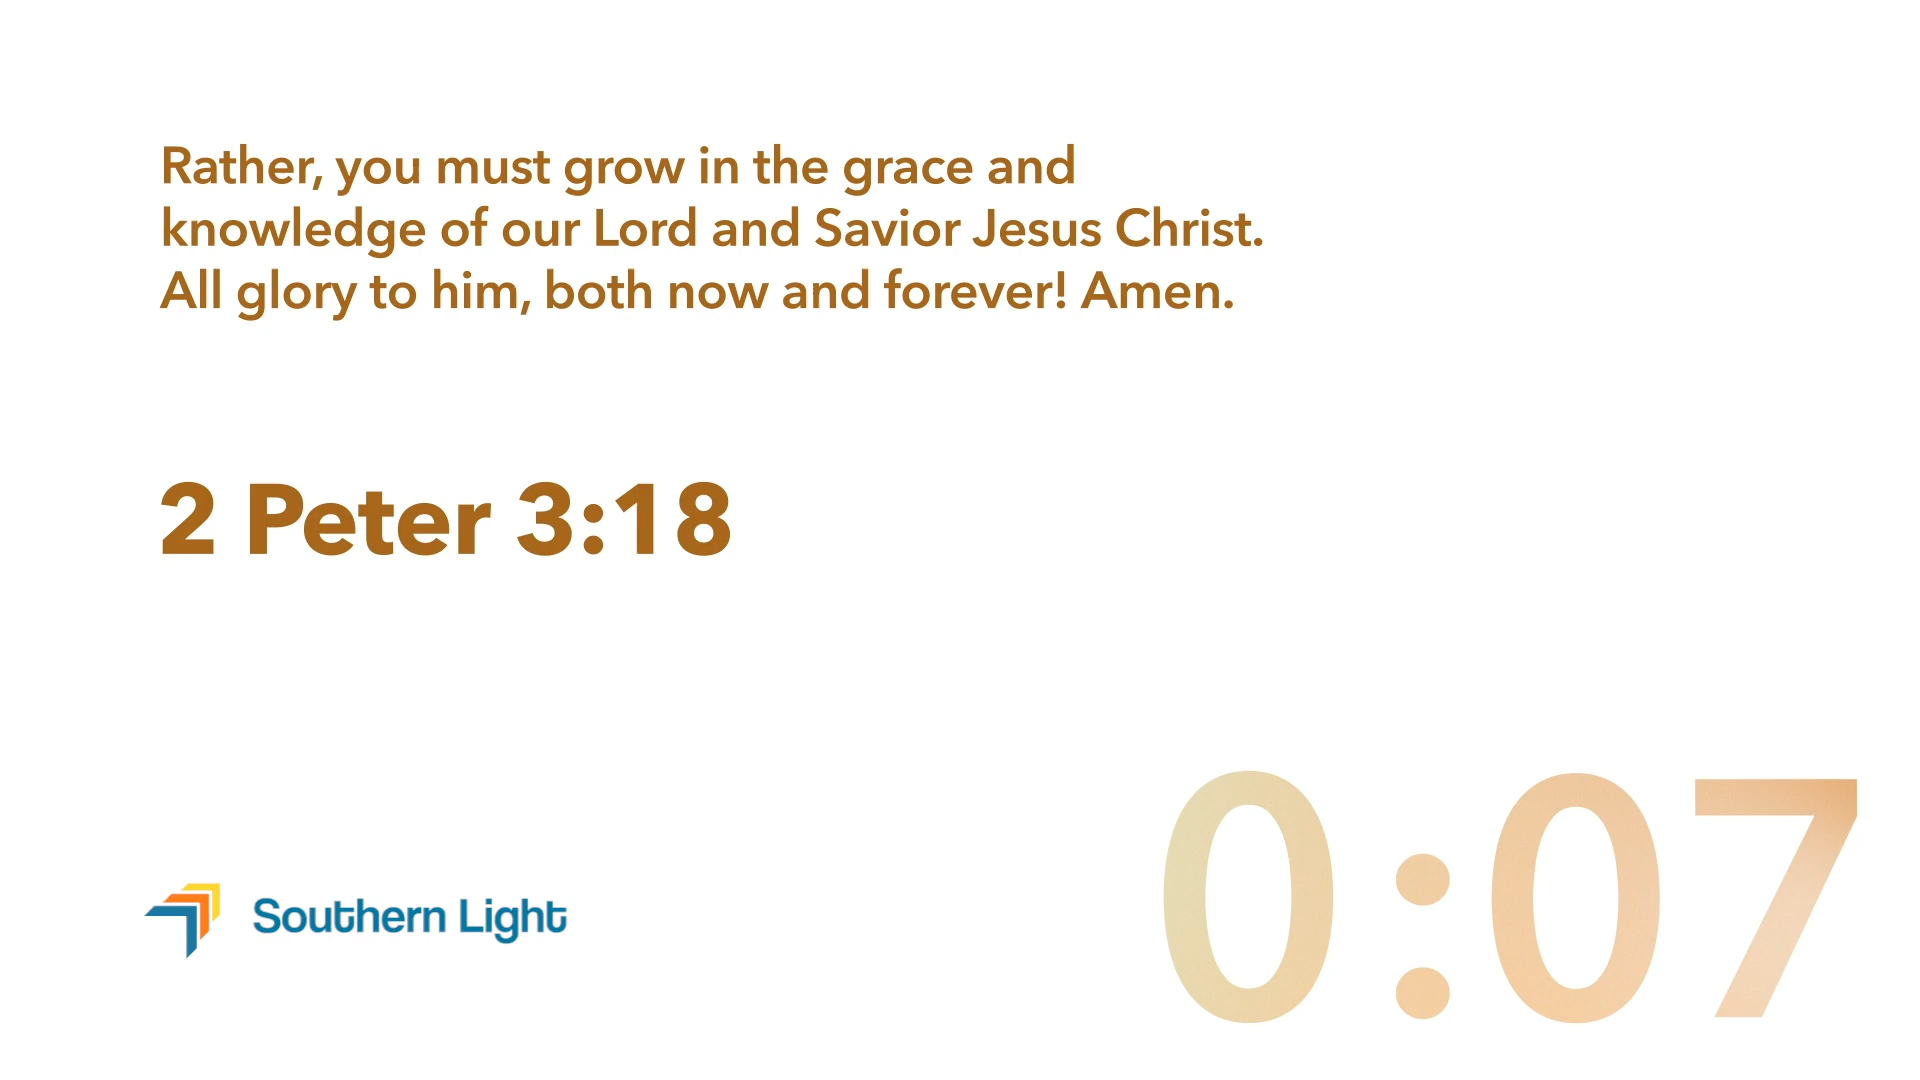 Rather, you must grow in the grace and
knowledge of our Lord and Savior Jesus Christ.
All glory to him, both now and forever! Amen.
2 Peter 3:18
Southern Light
0:07